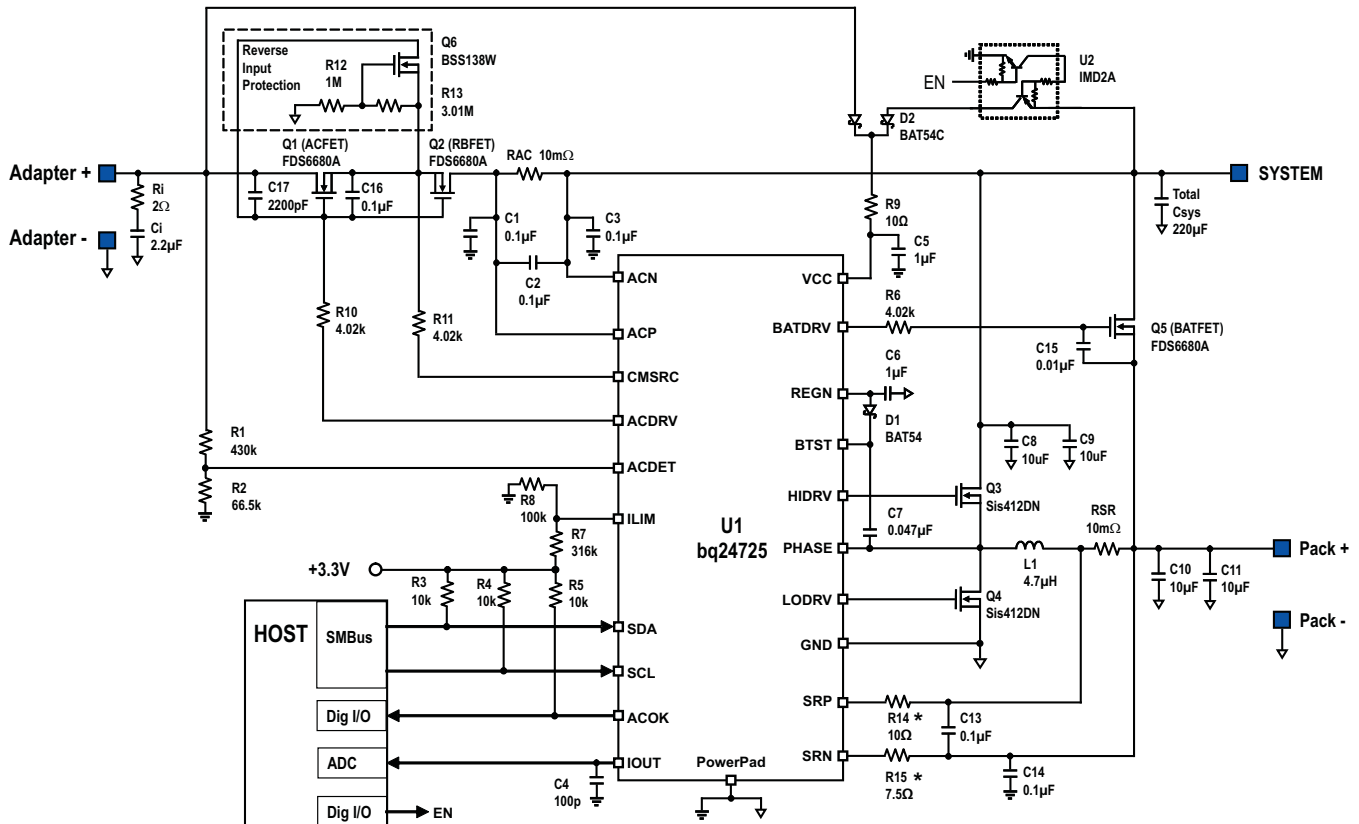 Reverse
Input
Protection
R12
1M
Q6
BSS138W
R13
3.01M
EN
U2
IMD2A
D2
BAT54C
Adapter +
Q1 (ACFET)
FDS6680A
Q2 (RBFET)
FDS6680A
RAC 10mΩ
SYSTEM
Ri
2Ω
Ci
2.2µF
C17
2200pF
C16
0.1µF
C1
0.1µF
C3
0.1µF
C2
0.1µF
R9
10Ω
C5
1µF
Total
Csys
220µF
Adapter -
R10
4.02k
R11
4.02k
ACN
ACP
CMSRC
ACDRV
ACDET
ILIM
SDA
SCL
ACOK
IOUT
U1
bq24725
PowerPad
VCC
BATDRV
REGN
BTST
HIDRV
PHASE
LODRV
GND
SRP
SRN
R6
4.02k
C15
0.01µF
Q5 (BATFET)
FDS6680A
C6
1µF
D1
BAT54
C8
10uF
C9
10uF
Q3
Sis412DN
C7
0.047µF
RSR
10mΩ
L1
4.7µH
Q4
Sis412DN
C10
10µF
C11
10µF
Pack +
Pack -
R14 *
10Ω
C13
0.1µF
R15 *
7.5Ω
C14
0.1µF
R1
430k
R2
66.5k
R8
100k
R7
316k
+3.3V
R3
10k
R4
10k
R5
10k
HOST
SMBus
Dig I/O
ADC
C4
100p
Dig I/O
EN